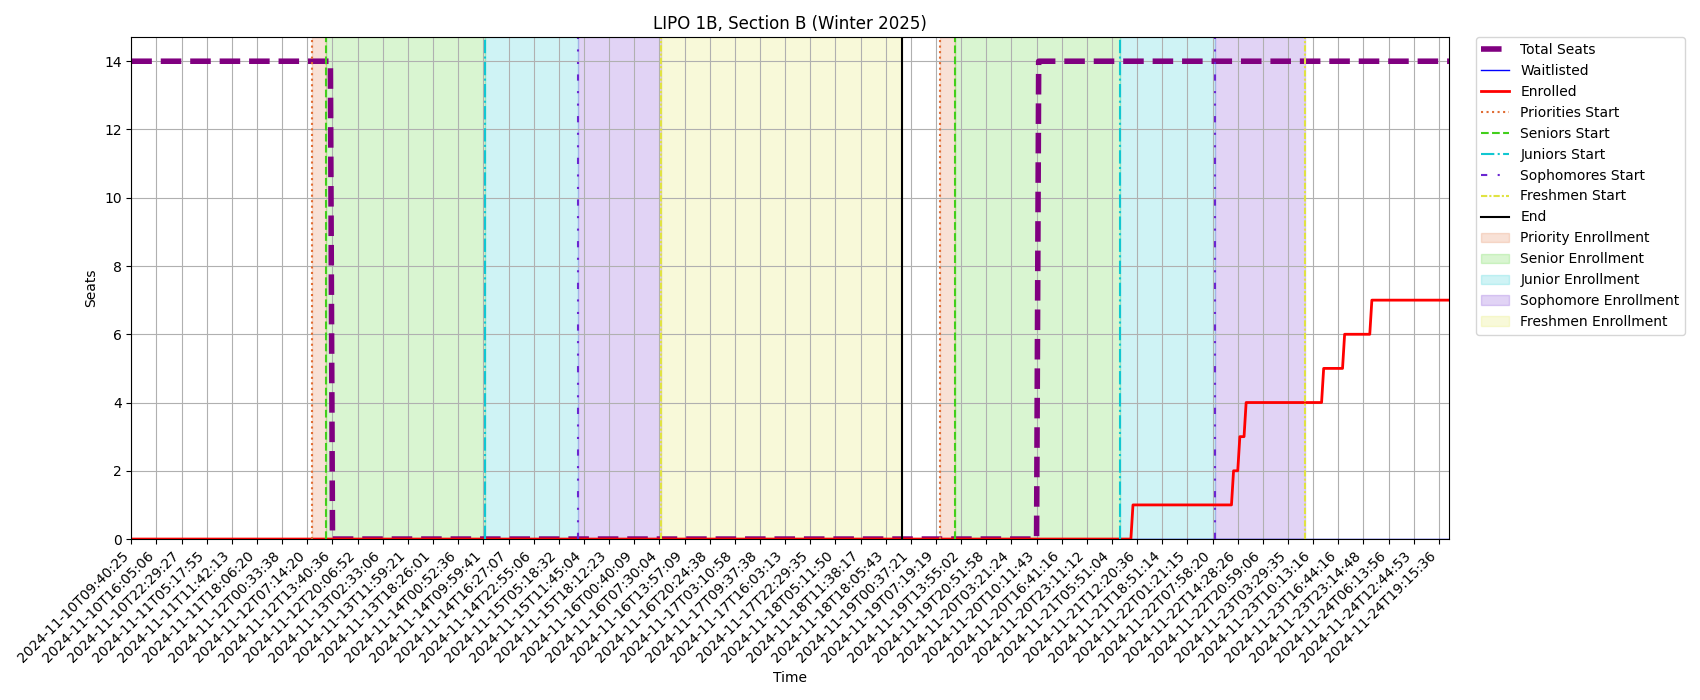 LIPO 1B, Section B (Winter 2025)
14
12
10
8
6
4
2
0
Seats
2024-11-10T09:40:25
2024-11-10T16:05:06
2024-11-10T22:29:27
2024-11-11T05:17:55
2024-11-11T11:42:13
2024-11-11T18:06:20
2024-11-12T00:33:38
2024-11-12T07:14:20
2024-11-12T13:40:36
2024-11-12T20:06:52
2024-11-13T02:33:06
2024-11-13T11:59:21
2024-11-13T18:26:01
2024-11-14T00:52:36
2024-11-14T09:59:41
2024-11-14T16:27:07
2024-11-14T22:55:06
2024-11-15T05:18:32
2024-11-15T11:45:04
2024-11-15T18:12:23
2024-11-16T00:40:09
2024-11-16T07:30:04
2024-11-16T13:57:09
2024-11-16T20:24:38
2024-11-17T03:10:58
2024-11-17T09:37:38
2024-11-17T16:03:13
2024-11-17T22:29:35
2024-11-18T05:11:50
2024-11-18T11:38:17
2024-11-18T18:05:43
2024-11-19T00:37:21
2024-11-19T07:19:19
2024-11-19T13:55:02
2024-11-19T20:51:58
2024-11-20T03:21:24
2024-11-20T10:11:43
2024-11-20T16:41:16
2024-11-20T23:11:12
2024-11-21T05:51:04
2024-11-21T12:20:36
2024-11-21T18:51:14
2024-11-22T01:21:15
2024-11-22T07:58:20
2024-11-22T14:28:26
2024-11-22T20:59:06
2024-11-23T03:29:35
2024-11-23T10:13:16
2024-11-23T16:44:16
2024-11-23T23:14:48
2024-11-24T06:13:56
2024-11-24T12:44:53
2024-11-24T19:15:36
Time
Total Seats
Waitlisted
Enrolled
Priorities Start
Seniors Start
Juniors Start
Sophomores Start
Freshmen Start
End
Priority Enrollment
Senior Enrollment
Junior Enrollment
Sophomore Enrollment
Freshmen Enrollment